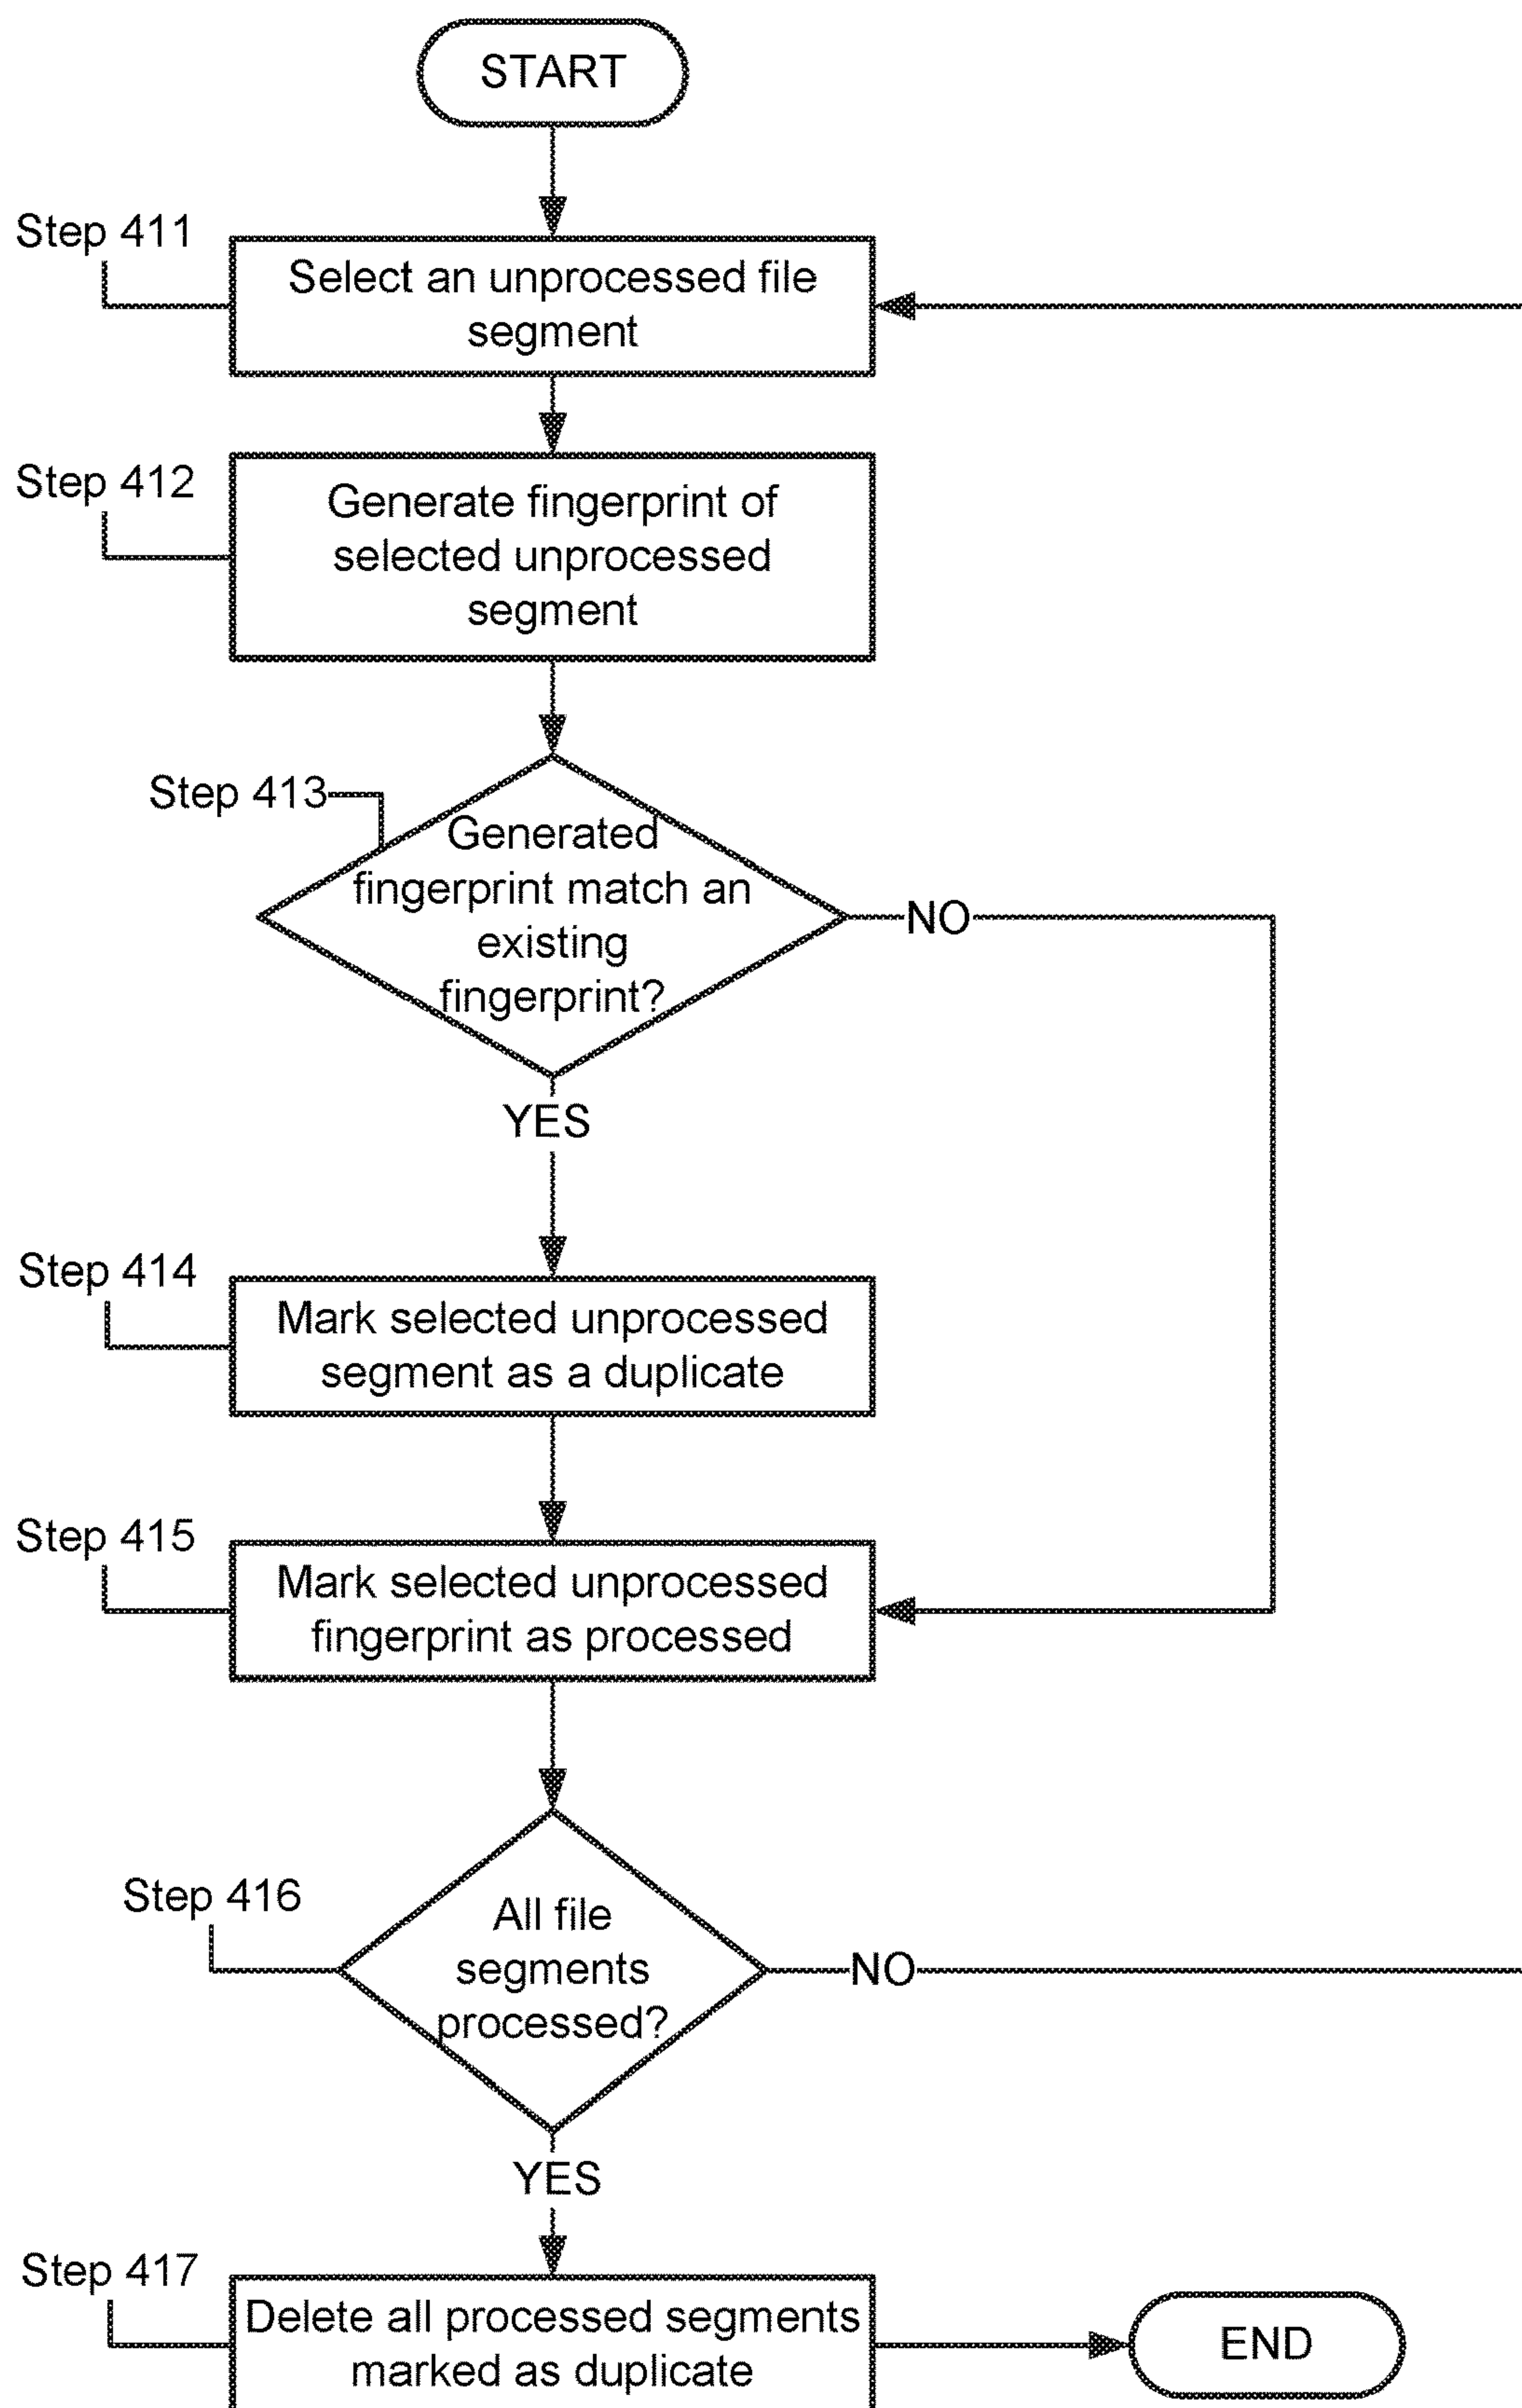 START
Step 411
Select an unprocessed file
segment
Step 412
Generate fingerprint of
selected unprocessed
segment
Step 413
Generated
fingerprint match an
existing
fingerprint?
NO
YES
Step 414
Mark selected unprocessed
segment as a duplicate
Step 415
Mark selected unprocessed
fingerprint as processed
Step 416
All file
segments
processed?
NO
YES
Step 417
Delete all processed segments
marked as duplicate
END